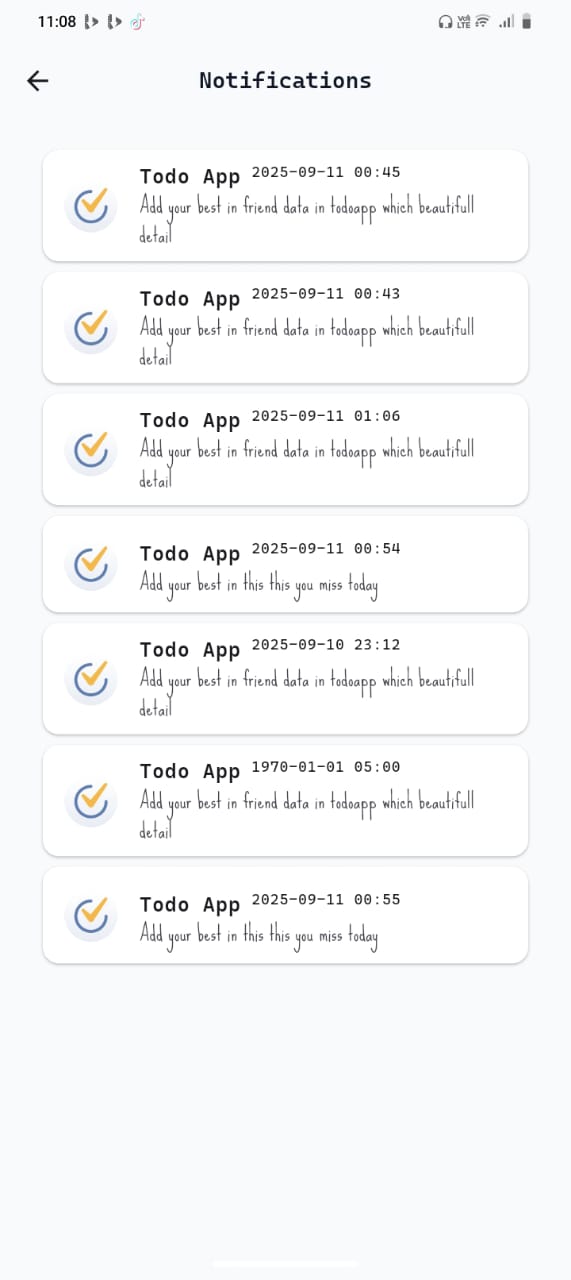 11:08
Vo)) LTE
Notifications
Todo App 2025-09-11 00:45
Add your best in friend data in todoapp which beautifull
detail
Todo App 2025-09-11 00:43
Add your best in friend data in todoapp which beautifull
detail
Todo App 2025-09-11 01:06
Add your best in friend data in todoapp which beautifull
detail
Todo App 2025-09-11 00:54
Add your best in this this you miss today
Todo App 2025-09-10 23:12
Add your best in friend data in todoapp which beautifull
detail
Todo App 1970-01-01 05:00
Add your best in friend data in todoapp which beautifull
detail
Todo App 2025-09-11 00:55
Add your best in this this you miss today